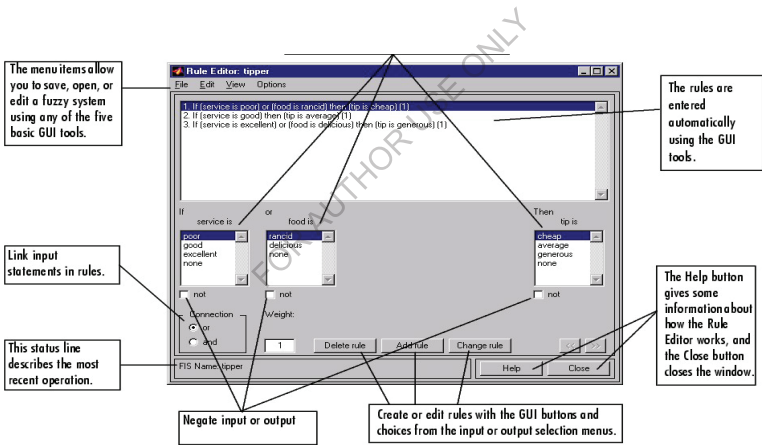 The menu items allow
you to save, open, or
edit a fuzzy system
using any of the five
basic GUI tools.
Rule Editor: tipper
File Edit View Options
1. If (service is poor) or (food is rancid) then (tip is cheap) (1)
2. If (service is good) then (tip is average) (1)
3. If (service is excellent) or (food is delicious) then (tip is generous) (1)
The rules are
entered
automatically
using the GUI
tools.
FOR AUTHOR USE ONLY
If
service is
or
food is
Then
tip is
poor
good
excellent
none
rancid
delicious
none
cheap
average
generous
none
not
not
not
Link input
statements in rules.
Connection
or
and
Weight:
1
Delete rule
Add rule
Change rule
<<
>>
The Help button
gives some
information about
how the Rule
Editor works, and
the Close button
closes the window.
This status line
describes the most
recent operation.
FIS Name: tipper
Help
Close
Negate input or output
Create or edit rules with the GUI buttons and
choices from the input or output selection menus.